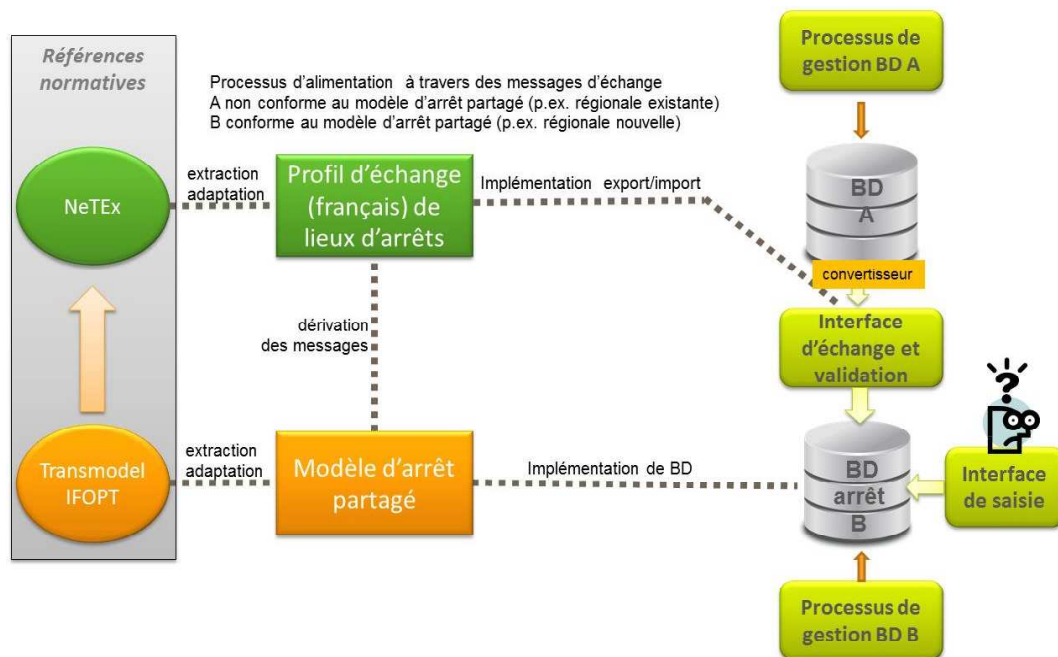 Références
normatives
Processus d'alimentation à travers des messages d'échange
A non conforme au modèle d'arrêt partagé (p.ex. régionale existante)
B conforme au modèle d'arrêt partagé (p.ex. régionale nouvelle)
Processus de
gestion BD A
NeTEx
extraction
adaptation
Profil d'échange
(français) de
lieux d'arrêts
Implémentation export/import
BD
A
convertisseur
dérivation
des messages
Interface
d'échange et
validation
?
Transmodel
IFOPT
extraction
adaptation
Modèle d'arrêt
partagé
Implémentation de BD
BD
arrêt
B
Interface
de saisie
Processus de
gestion BD B